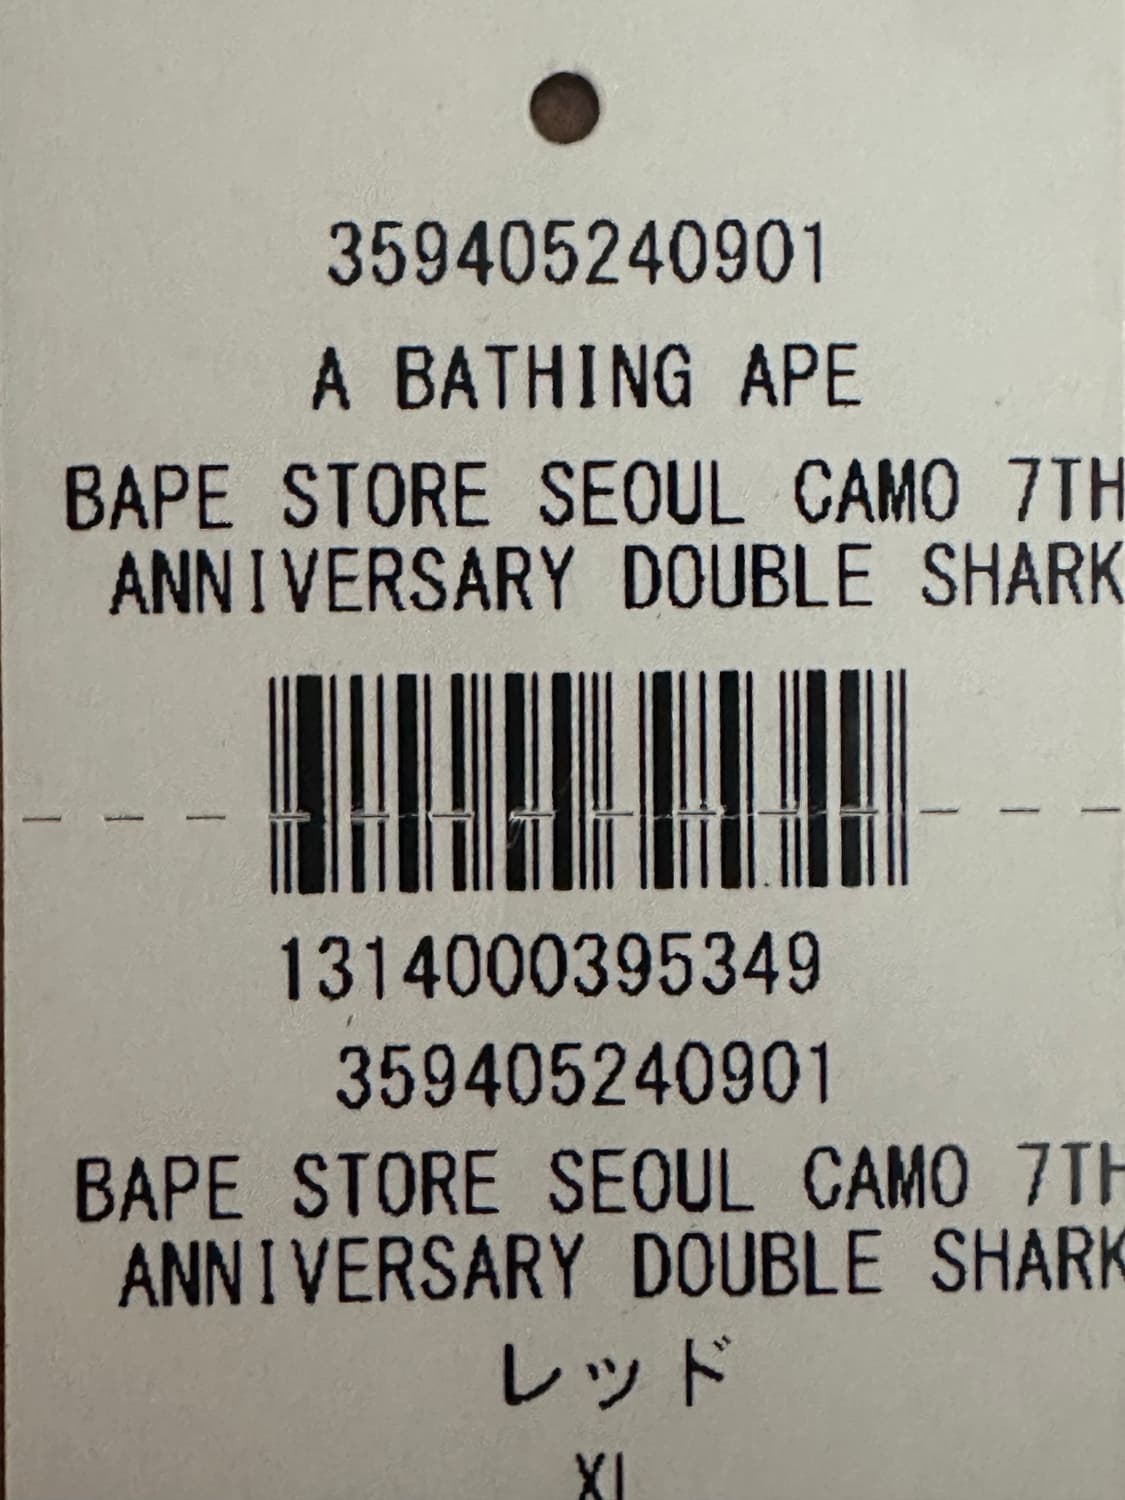 359405240901
A BATHING APE
BAPE STORE SEOUL CAMO 7TH
ANNIVERSARY DOUBLE SHARK
1314000395349
359405240901
BAPE STORE SEOUL CAMO 7TH
ANNIVERSARY DOUBLE SHARK
レッド
XL